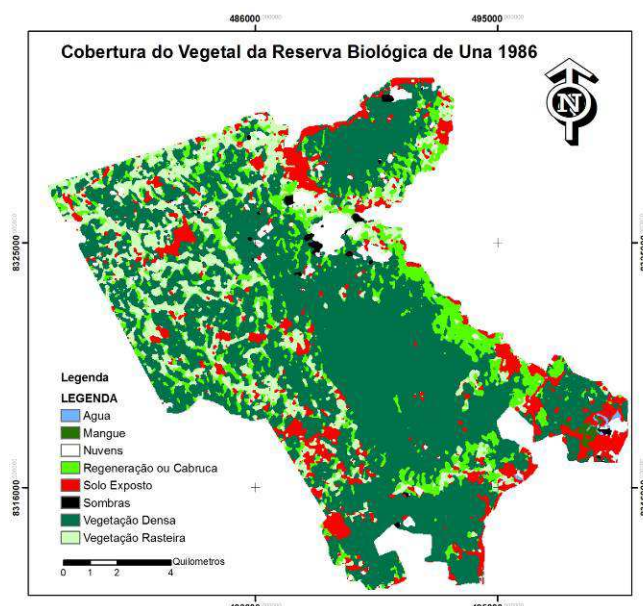 486000
495000
Cobertura do Vegetal da Reserva Biológica de Una 1986
N
8325000
Legenda
LEGENDA
Agua
Mangue
Nuvens
Regeneração ou Cabruca
Solo Exposto
Sombras
Vegetação Densa
Vegetação Rasteira
8316000
Quilometros
0 1 2 4